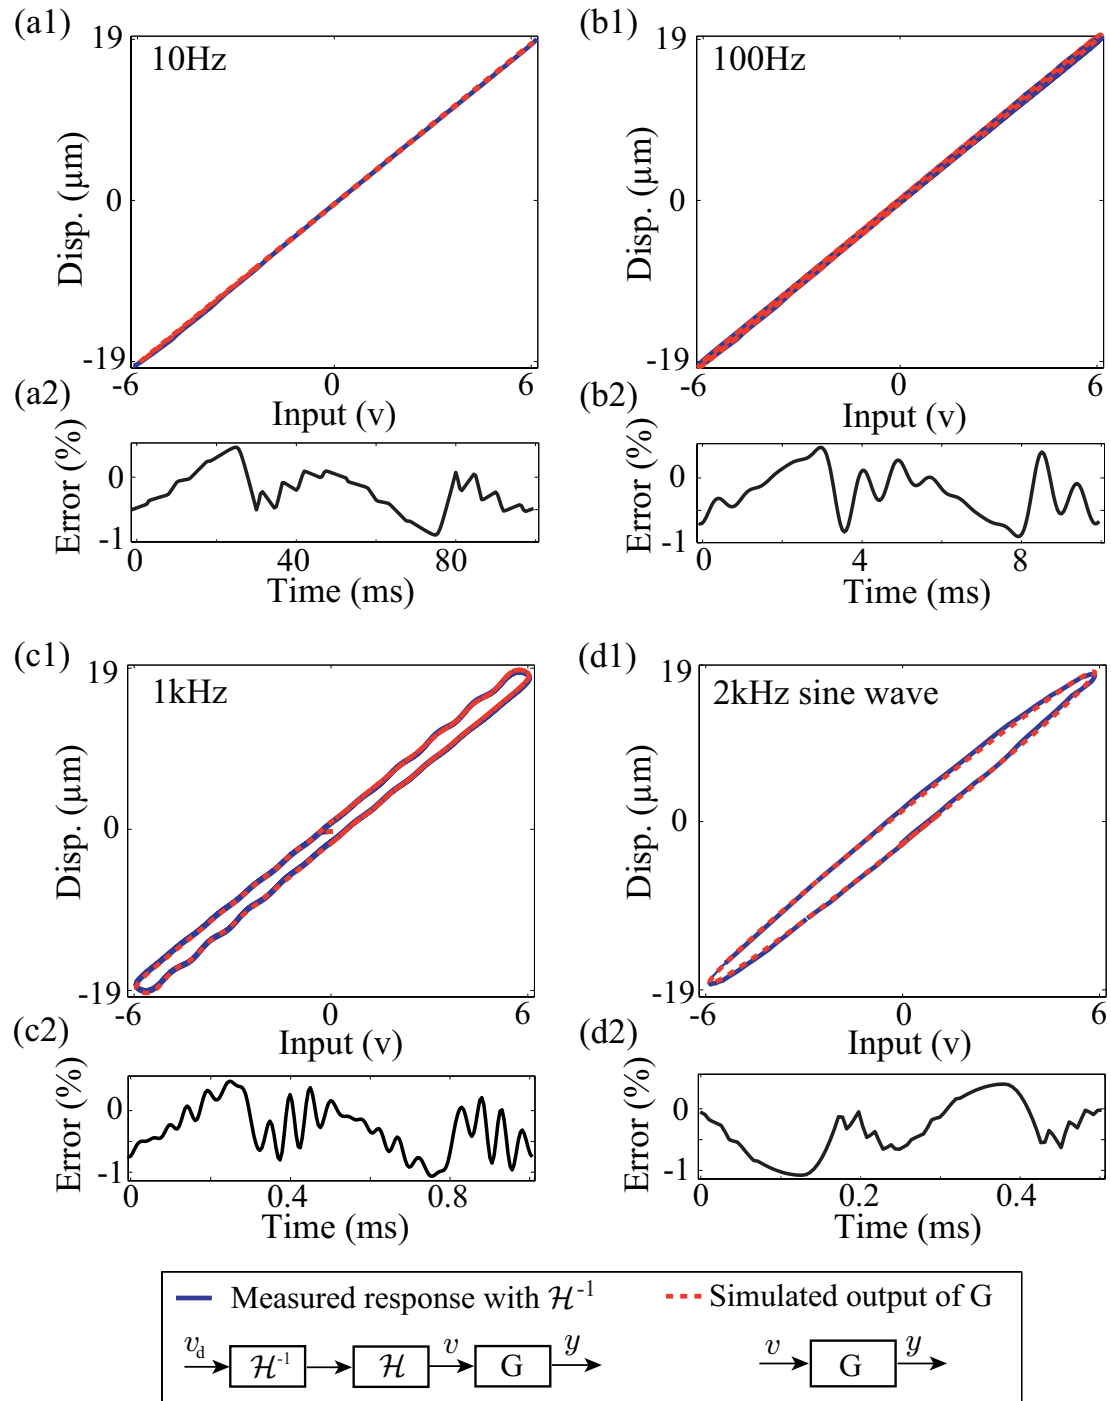 (a1)
19
10Hz
Disp. (μm)
0
-19
-6
0
6
Input (v)
(b1)
19
100Hz
Disp. (μm)
0
-19
-6
0
6
Input (v)
(a2)
Error (%)
0
-1
0
40
80
Time (ms)
(b2)
Error (%)
0
-1
0
4
8
Time (ms)
(c1)
19
1kHz
Disp. (μm)
0
-19
-6
0
6
Input (v)
(d1)
19
2kHz sine wave
Disp. (μm)
0
-19
-6
0
6
Input (v)
(c2)
Error (%)
0
-1
0
0.4
0.8
Time (ms)
(d2)
Error (%)
0
-1
0
0.2
0.4
Time (ms)
Measured response with ℋ⁻¹
Simulated output of G
v_d ℋ⁻¹ ℋ v G y
v G y